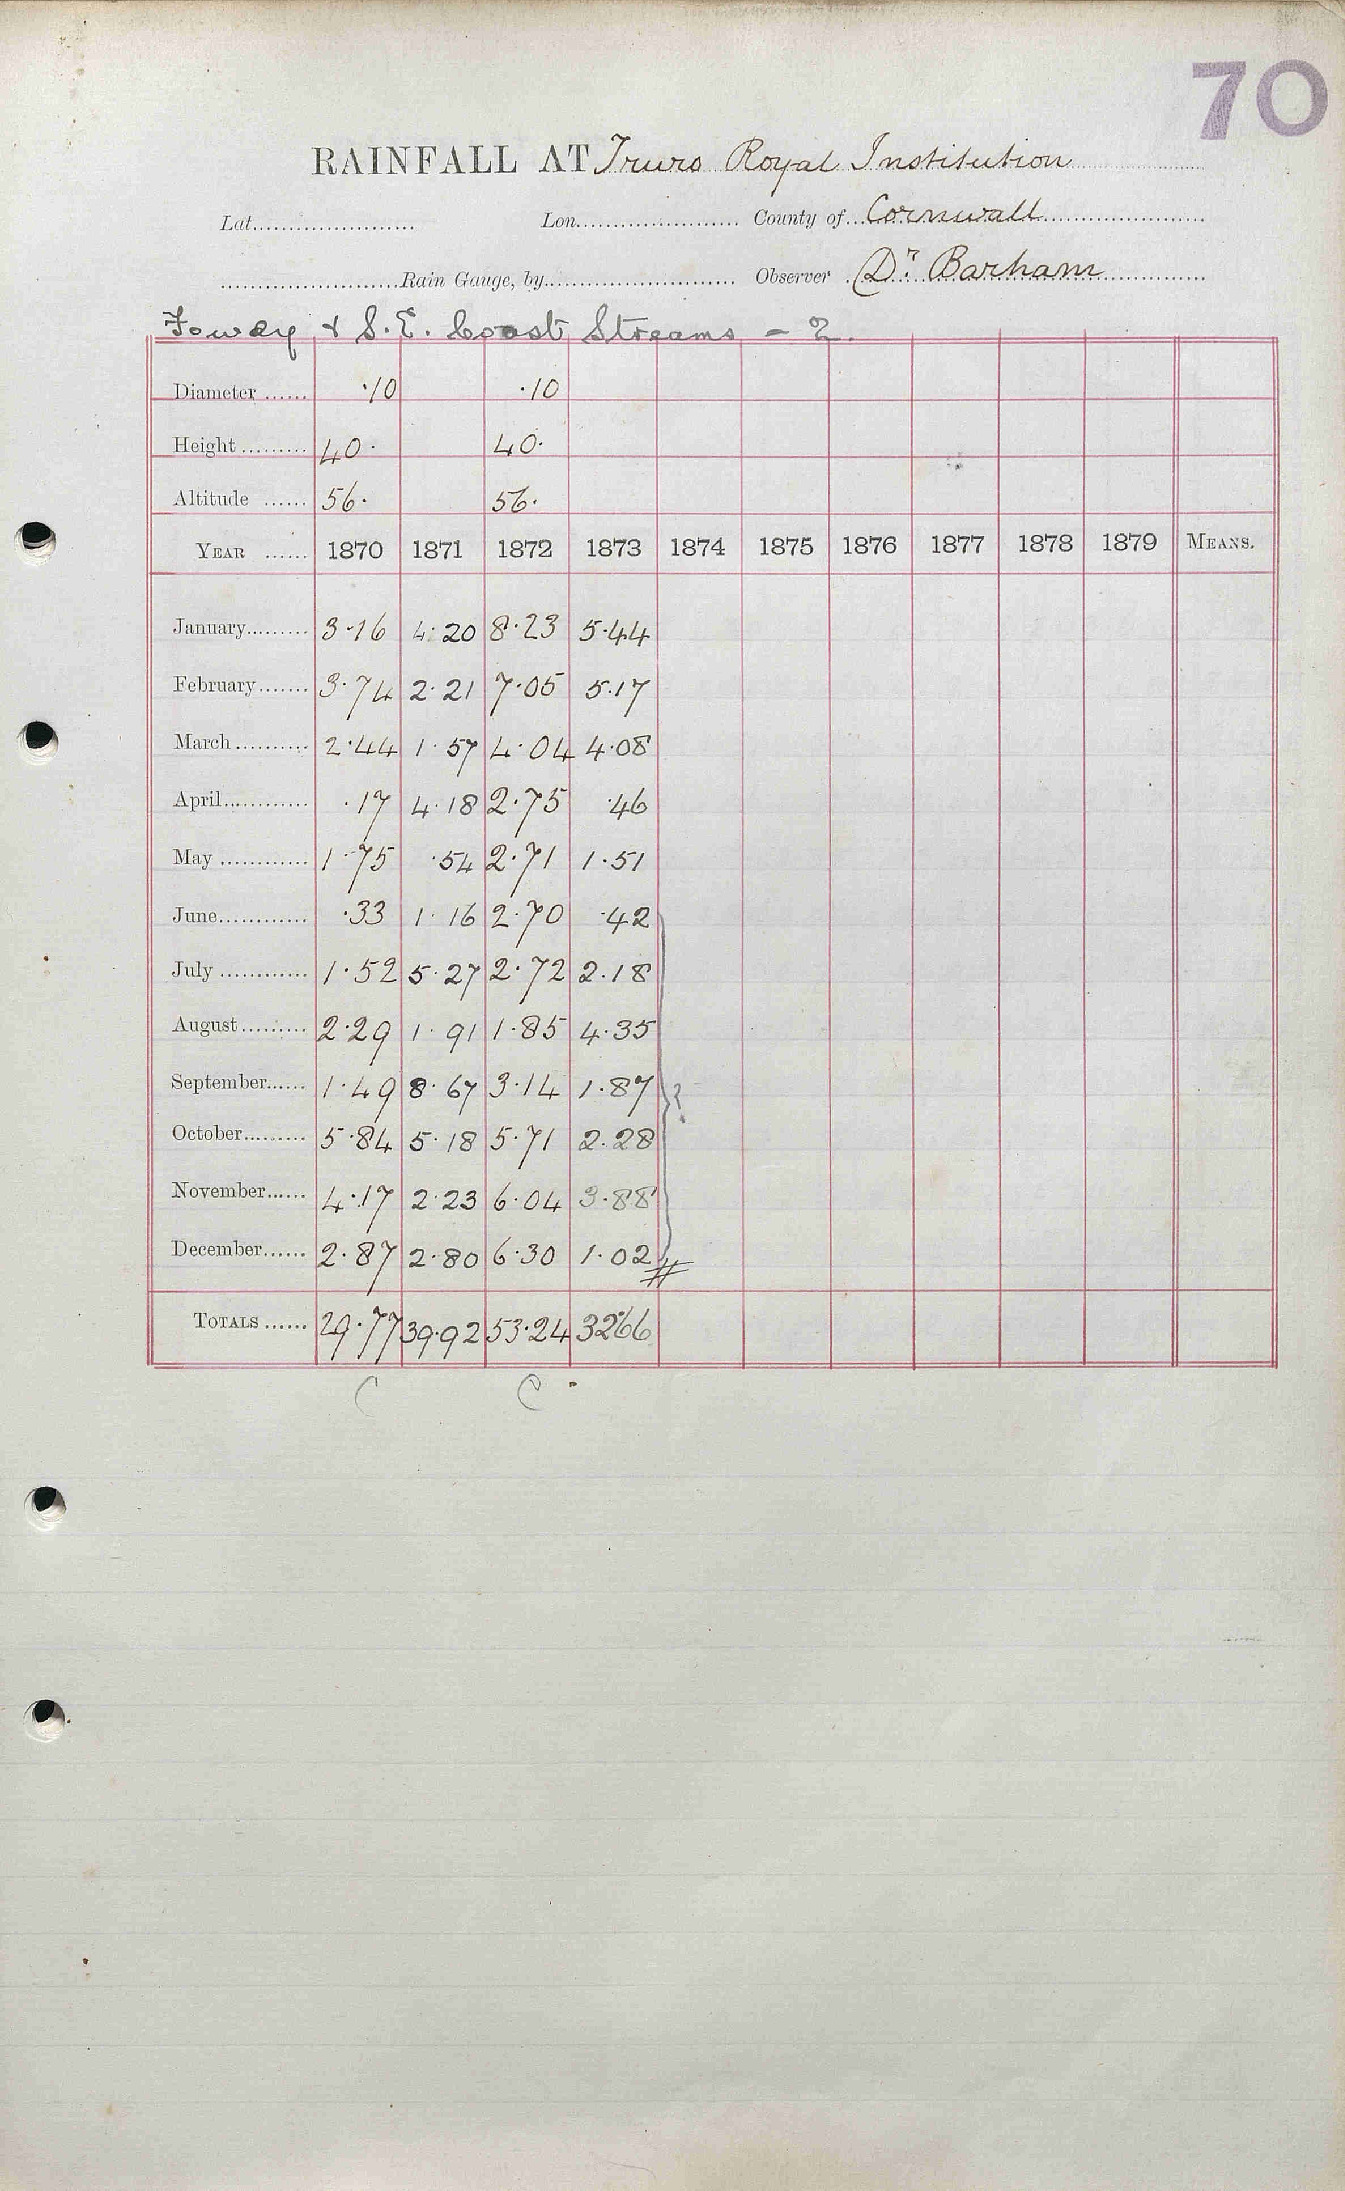 70
RAINFALL AT Truro Royal Institution
Lat. Lon. County of Cornwall
Rain Gauge, by Observer Dr. Barham
Fowey & S.E. Coast Streams - 2.
Diameter ·10 ·10
Height 40· 40·
Altitude 56· 56·
YEAR 1870 1871 1872 1873 1874 1875 1876 1877 1878 1879 MEANS.
January 3·16 4·20 8·23 5·44
February 3·74 2·21 7·05 5·17
March 2·44 1·57 4·04 4·08
April ·17 4·18 2·75 ·46
May 1·75 ·54 2·71 1·51
June ·33 1·16 2·70 ·42
July 1·52 5·27 2·72 2·18
August 2·29 1·91 1·85 4·35
September 1·49 8·67 3·14 1·87 ?
October 5·84 5·18 5·71 2·28
November 4·17 2·23 6·04 3·88
December 2·87 2·80 6·30 1·02
TOTALS 29·77 39·92 53·24 32·66
C C